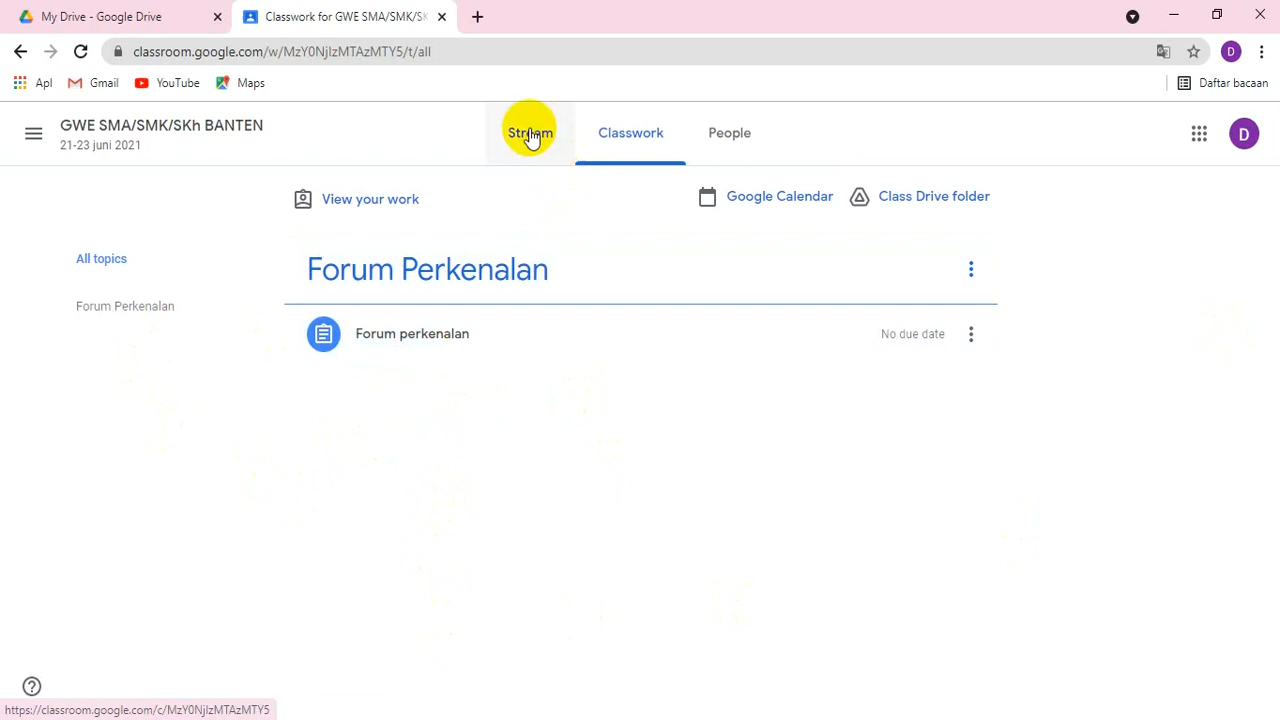 My Drive - Google Drive
Classwork for GWE SMA/SMK/SK
classroom.google.com/w/MzY0NjIzMTAzMTY5/t/all
D
Apl
Gmail
YouTube
Maps
Daftar bacaan
GWE SMA/SMK/SKh BANTEN
21-23 juni 2021
Stream
Classwork
People
D
View your work
Google Calendar
Class Drive folder
All topics
Forum Perkenalan
Forum Perkenalan
Forum perkenalan
No due date
https://classroom.google.com/c/MzY0NjIzMTAzMTY5